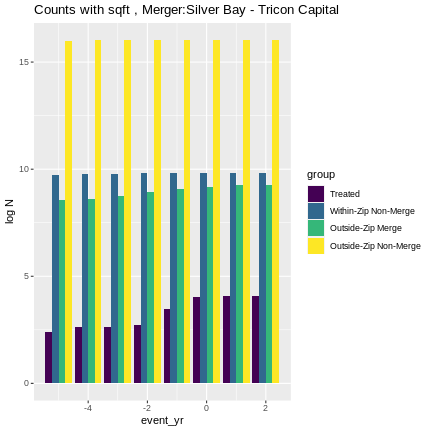 Counts with sqft , Merger:Silver Bay - Tricon Capital
15
10
5
0
log N
-4
-2
0
2
event_yr
group
Treated
Within-Zip Non-Merge
Outside-Zip Merge
Outside-Zip Non-Merge